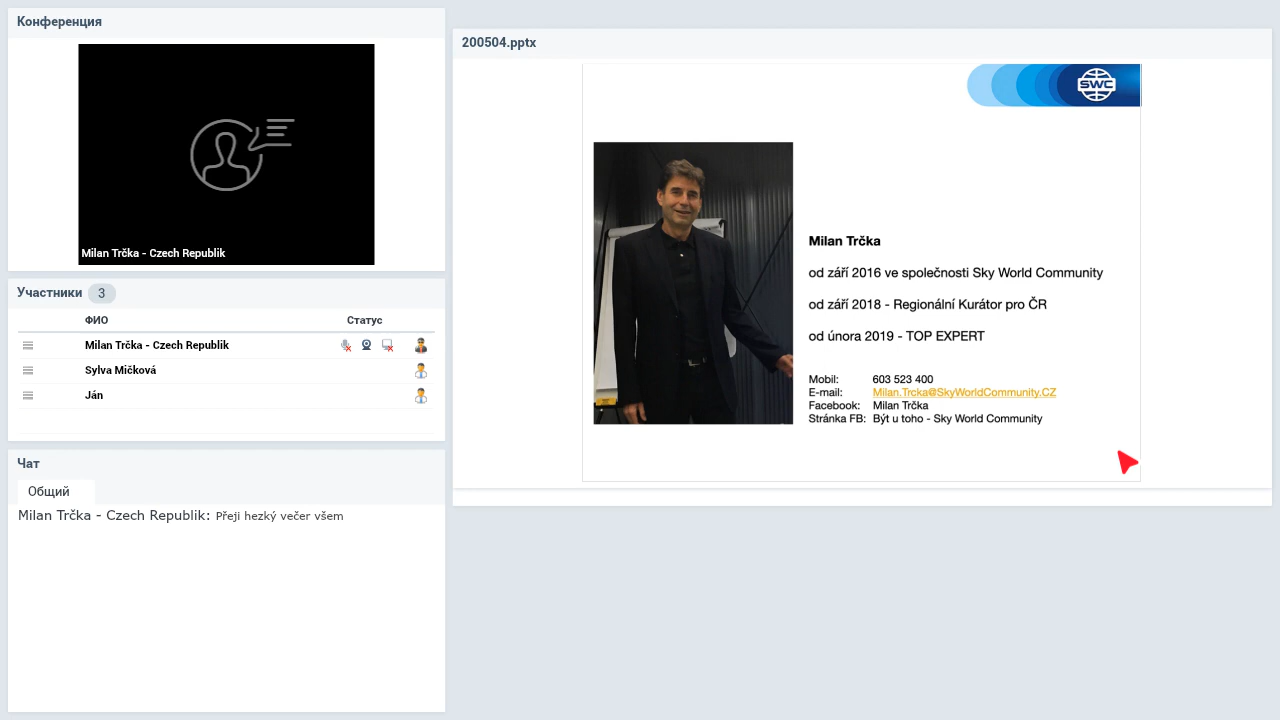 Конференция
Milan Trčka - Czech Republik
Участники 3
ФИО Статус
Milan Trčka - Czech Republik
Sylva Mičková
Ján
Чат
Общий
Milan Trčka - Czech Republik: Přeji hezký večer všem
200504.pptx
SWC
Milan Trčka
od září 2016 ve společnosti Sky World Community
od září 2018 - Regionální Kurátor pro ČR
od února 2019 - TOP EXPERT
Mobil: 603 523 400
E-mail: Milan.Trcka@SkyWorldCommunity.CZ
Facebook: Milan Trčka
Stránka FB: Být u toho - Sky World Community